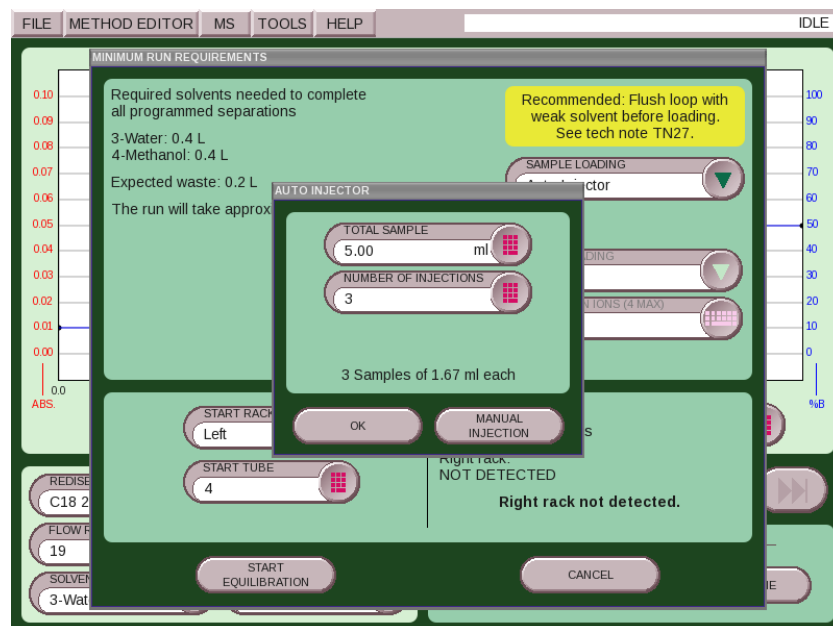 FILE METHOD EDITOR MS TOOLS HELP IDLE
MINIMUM RUN REQUIREMENTS
Required solvents needed to complete
all programmed separations
3-Water: 0.4 L
4-Methanol: 0.4 L
Expected waste: 0.2 L
The run will take approx
Recommended: Flush loop with
weak solvent before loading.
See tech note TN27.
SAMPLE LOADING
AUTO INJECTOR
TOTAL SAMPLE
5.00 ml
NUMBER OF INJECTIONS
3
3 Samples of 1.67 ml each
OK
MANUAL
INJECTION
IONS (4 MAX)
START RACK
Left
START TUBE
4
Right rack:
NOT DETECTED
Right rack not detected.
START
EQUILIBRATION
CANCEL
0.10
0.09
0.08
0.07
0.06
0.05
0.04
0.03
0.02
0.01
0.00
0.0
ABS.
100
90
80
70
60
50
40
30
20
10
0
%B
C18 2
19
3-Wat